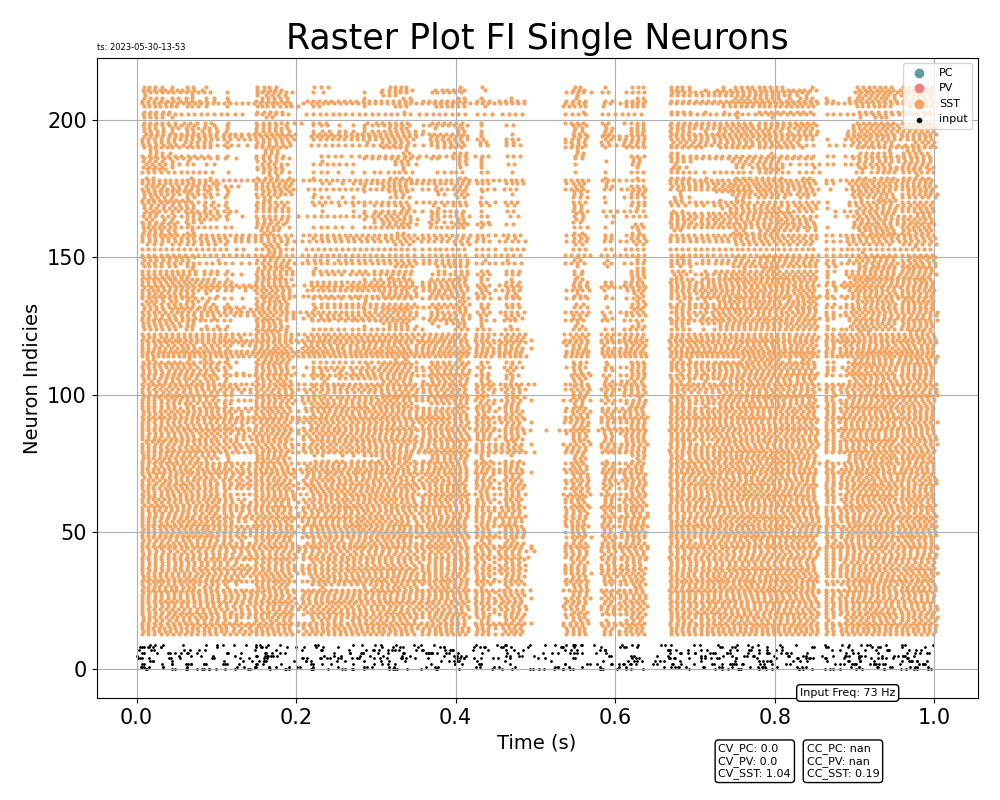 Raster Plot FI Single Neurons
ts: 2023-05-30-13-53
PC
PV
SST
input
200
150
100
50
0
Neuron Indicies
Input Freq: 73 Hz
0.0 0.2 0.4 0.6 0.8 1.0
Time (s)
CV_PC: 0.0
CV_PV: 0.0
CV_SST: 1.04
CC_PC: nan
CC_PV: nan
CC_SST: 0.19